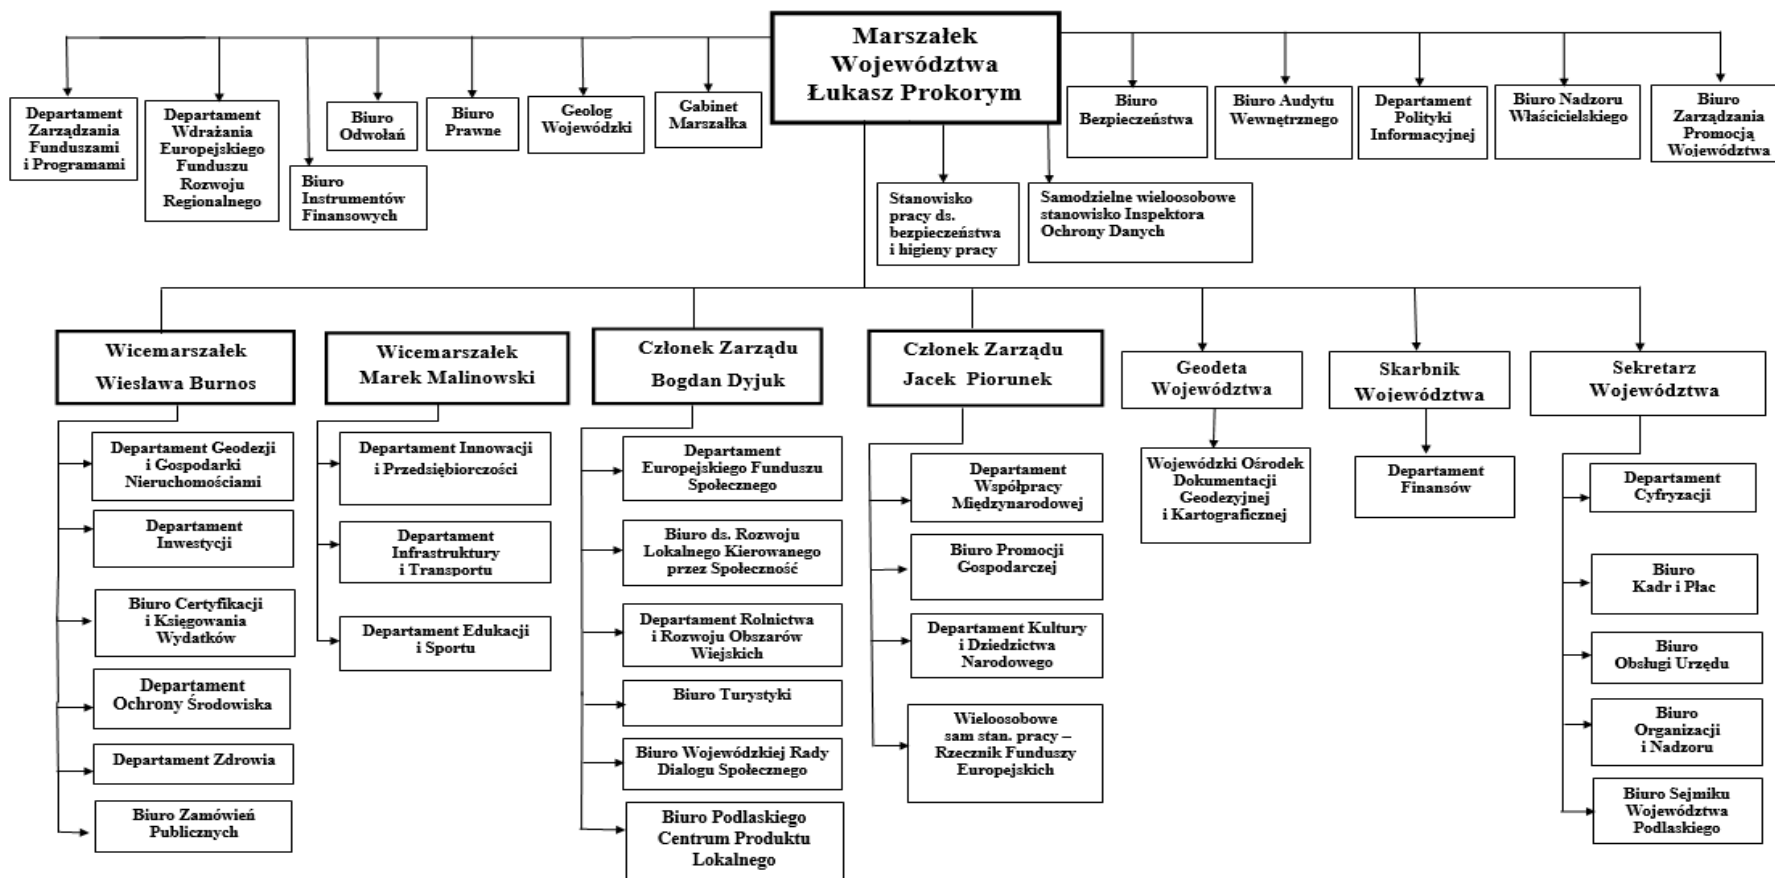 Marszałek
Województwa
Łukasz Prokorym
Departament
Zarządzania
Funduszami
i Programami
Departament
Wdrażania
Europejskiego
Funduszu
Rozwoju
Regionalnego
Biuro
Instrumentów
Finansowych
Biuro
Odwołań
Biuro
Prawne
Geolog
Wojewódzki
Gabinet
Marszałka
Biuro
Bezpieczeństwa
Biuro Audytu
Wewnętrznego
Departament
Polityki
Informacyjnej
Biuro Nadzoru
Właścicielskiego
Biuro
Zarządzania
Promocją
Województwa
Stanowisko
pracy ds.
bezpieczeństwa
i higieny pracy
Samodzielne wieloosobowe
stanowisko Inspektora
Ochrony Danych
Wicemarszałek
Wiesława Burnos
Departament Geodezji
i Gospodarki
Nieruchomościami
Departament
Inwestycji
Biuro Certyfikacji
i Księgowania
Wydatków
Departament
Ochrony Środowiska
Departament Zdrowia
Biuro Zamówień
Publicznych
Wicemarszałek
Marek Malinowski
Departament Innowacji
i Przedsiębiorczości
Departament
Infrastruktury
i Transportu
Departament Edukacji
i Sportu
Członek Zarządu
Bogdan Dyjuk
Departament
Europejskiego Funduszu
Społecznego
Biuro ds. Rozwoju
Lokalnego Kierowanego
przez Społeczność
Departament Rolnictwa
i Rozwoju Obszarów
Wiejskich
Biuro Turystyki
Biuro Wojewódzkiej Rady
Dialogu Społecznego
Biuro Podlaskiego
Centrum Produktu
Lokalnego
Członek Zarządu
Jacek Piorunek
Departament
Współpracy
Międzynarodowej
Biuro Promocji
Gospodarczej
Departament Kultury
i Dziedzictwa
Narodowego
Wieloosobowe
sam stan. pracy –
Rzecznik Funduszy
Europejskich
Geodeta
Województwa
Wojewódzki Ośrodek
Dokumentacji
Geodezyjnej
i Kartograficznej
Skarbnik
Województwa
Departament
Finansów
Sekretarz
Województwa
Departament
Cyfryzacji
Biuro
Kadr i Płac
Biuro
Obsługi Urzędu
Biuro
Organizacji
i Nadzoru
Biuro Sejmiku
Województwa
Podlaskiego